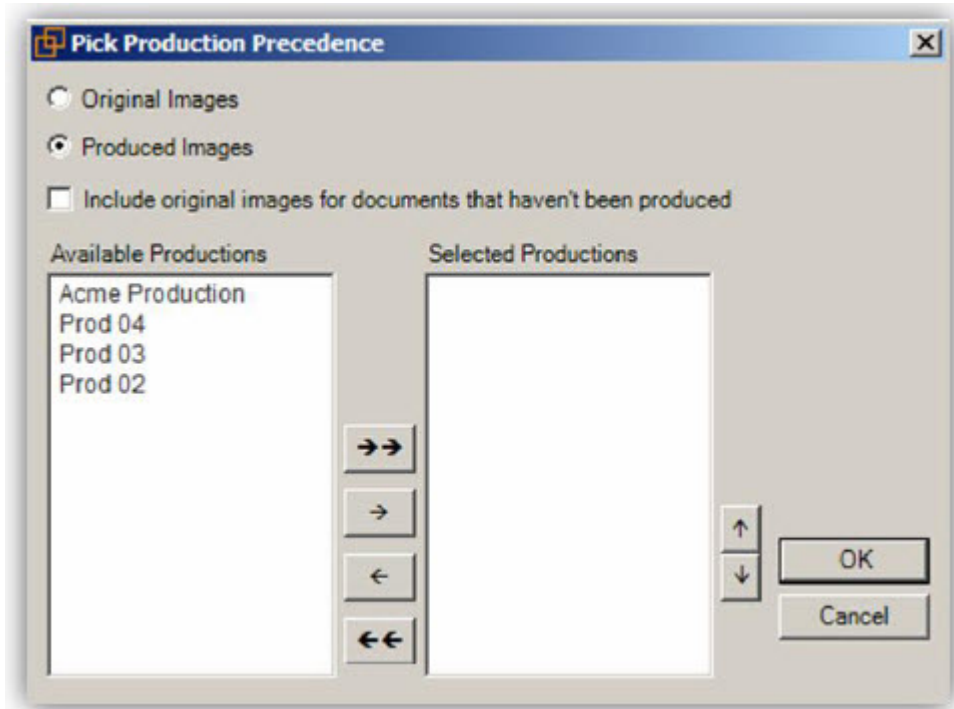 Pick Production Precedence
Original Images
Produced Images
Include original images for documents that haven't been produced
Available Productions
Selected Productions
Acme Production
Prod 04
Prod 03
Prod 02
OK
Cancel